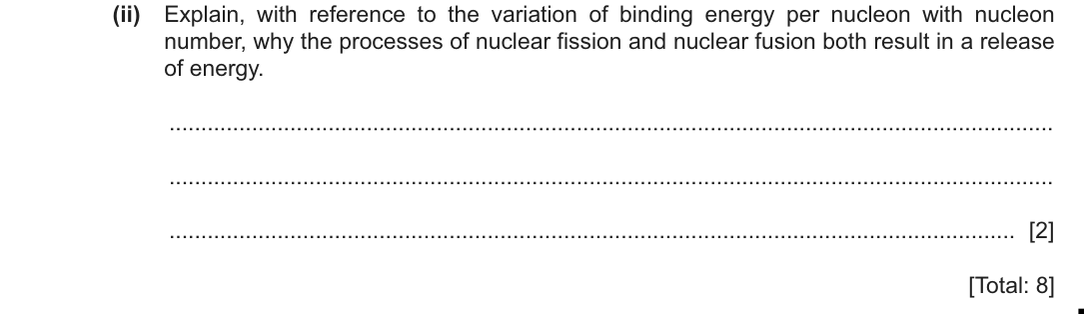 (ii) Explain, with reference to the variation of binding energy per nucleon with nucleon
number, why the processes of nuclear fission and nuclear fusion both result in a release
of energy.
..........................................................................................................................................
..........................................................................................................................................
.................................................................................................................................... [2]
[Total: 8]